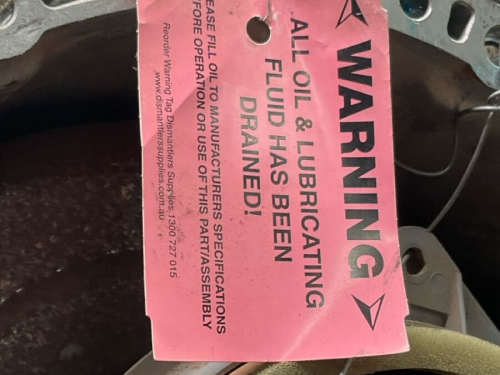 WARNING
ALL OIL & LUBRICATING
FLUID HAS BEEN
DRAINED!
EASE FILL OIL TO MANUFACTURERS SPECIFICATIONS
FORE OPERATION OR USE OF THIS PART/ASSEMBLY
Reorder Warning Tag Dismantlers Supplies 1300 727 015
www.dismantlerssupplies.com.au